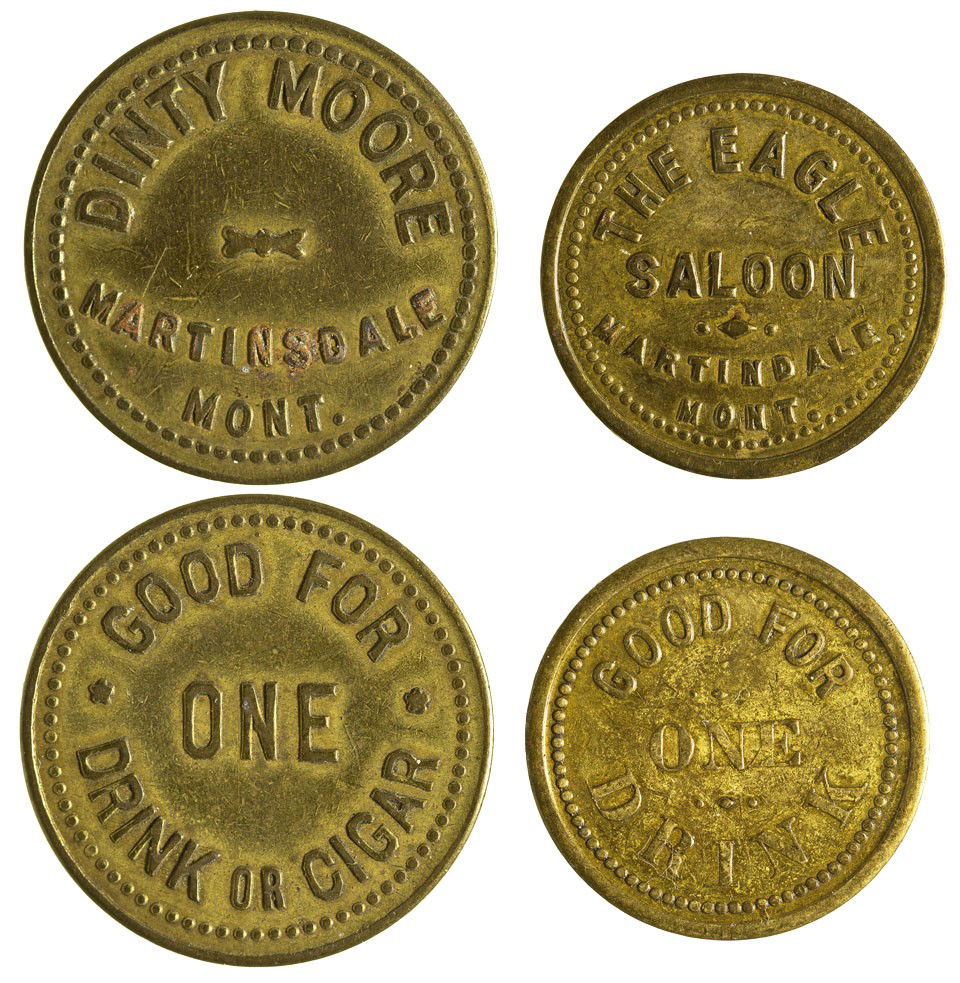 DINTY MOORE
MARTINSDALE
MONT.
THE EAGLE
SALOON
MARTINDALE
MONT.
GOOD FOR
ONE
DRINK OR CIGAR
GOOD FOR
ONE
DRINK